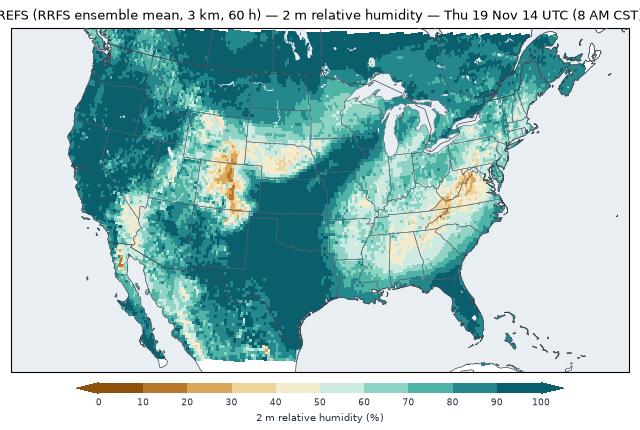 REFS (RRFS ensemble mean, 3 km, 60 h) — 2 m relative humidity — Thu 19 Nov 14 UTC (8 AM CST)
0 10 20 30 40 50 60 70 80 90 100
2 m relative humidity (%)